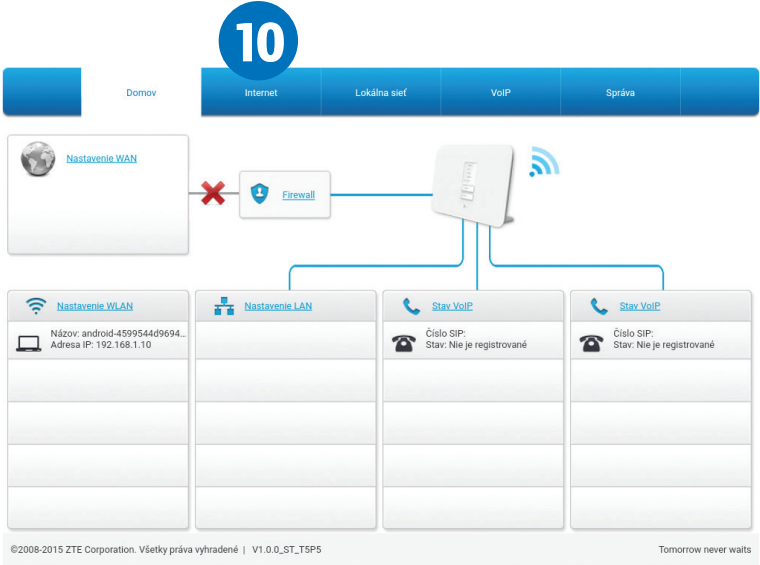 10
Domov Internet Lokálna sieť VoIP Správa
Nastavenie WAN
Firewall
Nastavenie WLAN Nastavenie LAN Stav VoIP Stav VoIP
Názov: android-4599544d9694... Číslo SIP: Číslo SIP:
Adresa IP: 192.168.1.10 Stav: Nie je registrované Stav: Nie je registrované
©2008-2015 ZTE Corporation. Všetky práva vyhradené | V1.0.0_ST_T5P5 Tomorrow never waits